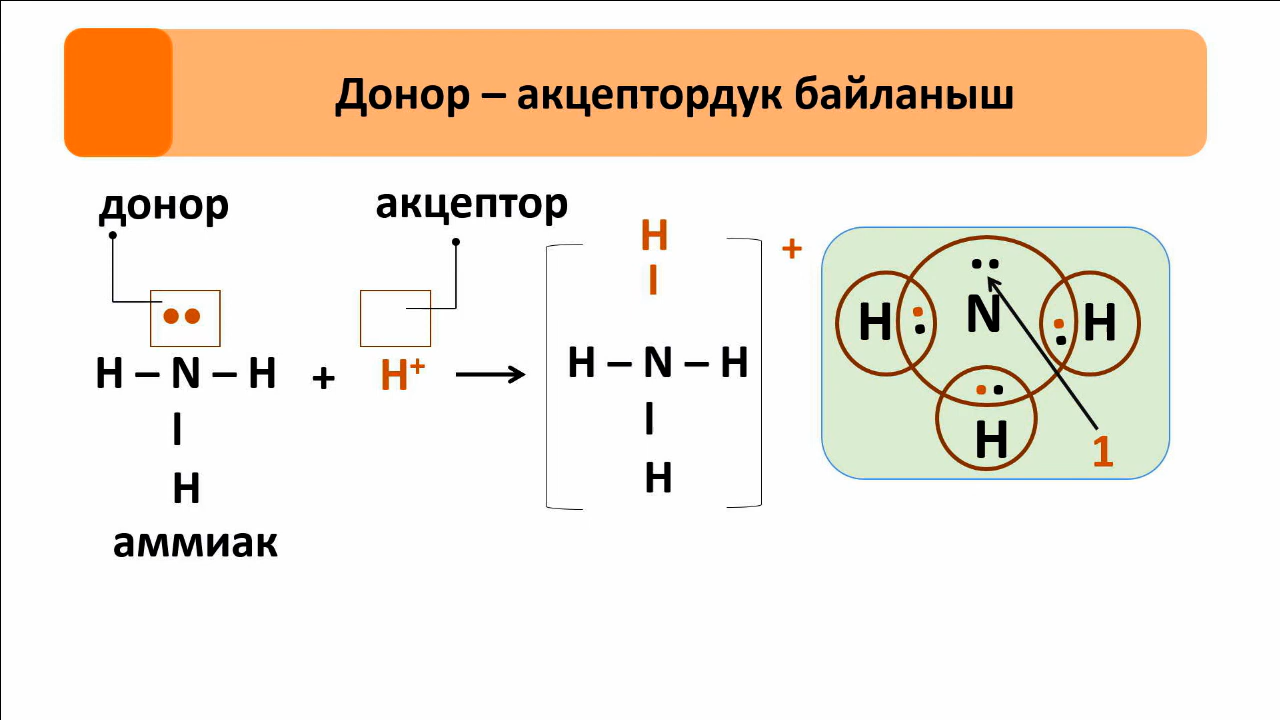 Донор – акцептордук байланыш
донор
акцептор
H – N – H
I
H
аммиак
+
H⁺
H
I
H – N – H
I
H
+
N
H
H
H
1